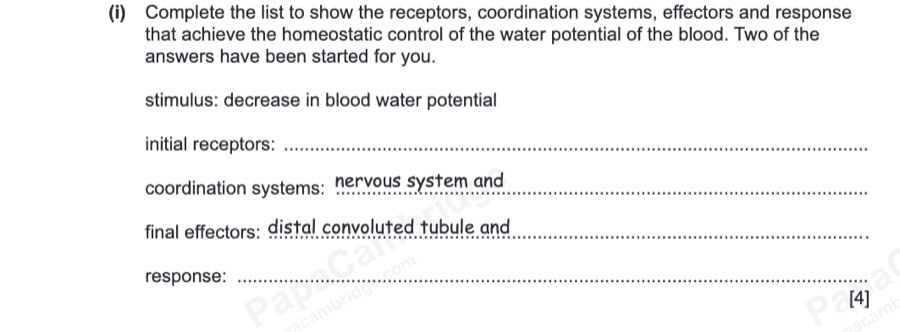 (i) Complete the list to show the receptors, coordination systems, effectors and response
that achieve the homeostatic control of the water potential of the blood. Two of the
answers have been started for you.
stimulus: decrease in blood water potential
initial receptors: ........................................................
coordination systems: nervous system and ........................................................
final effectors: distal convoluted tubule and ........................................................
response: ........................................................
[4]
PapaCambridge